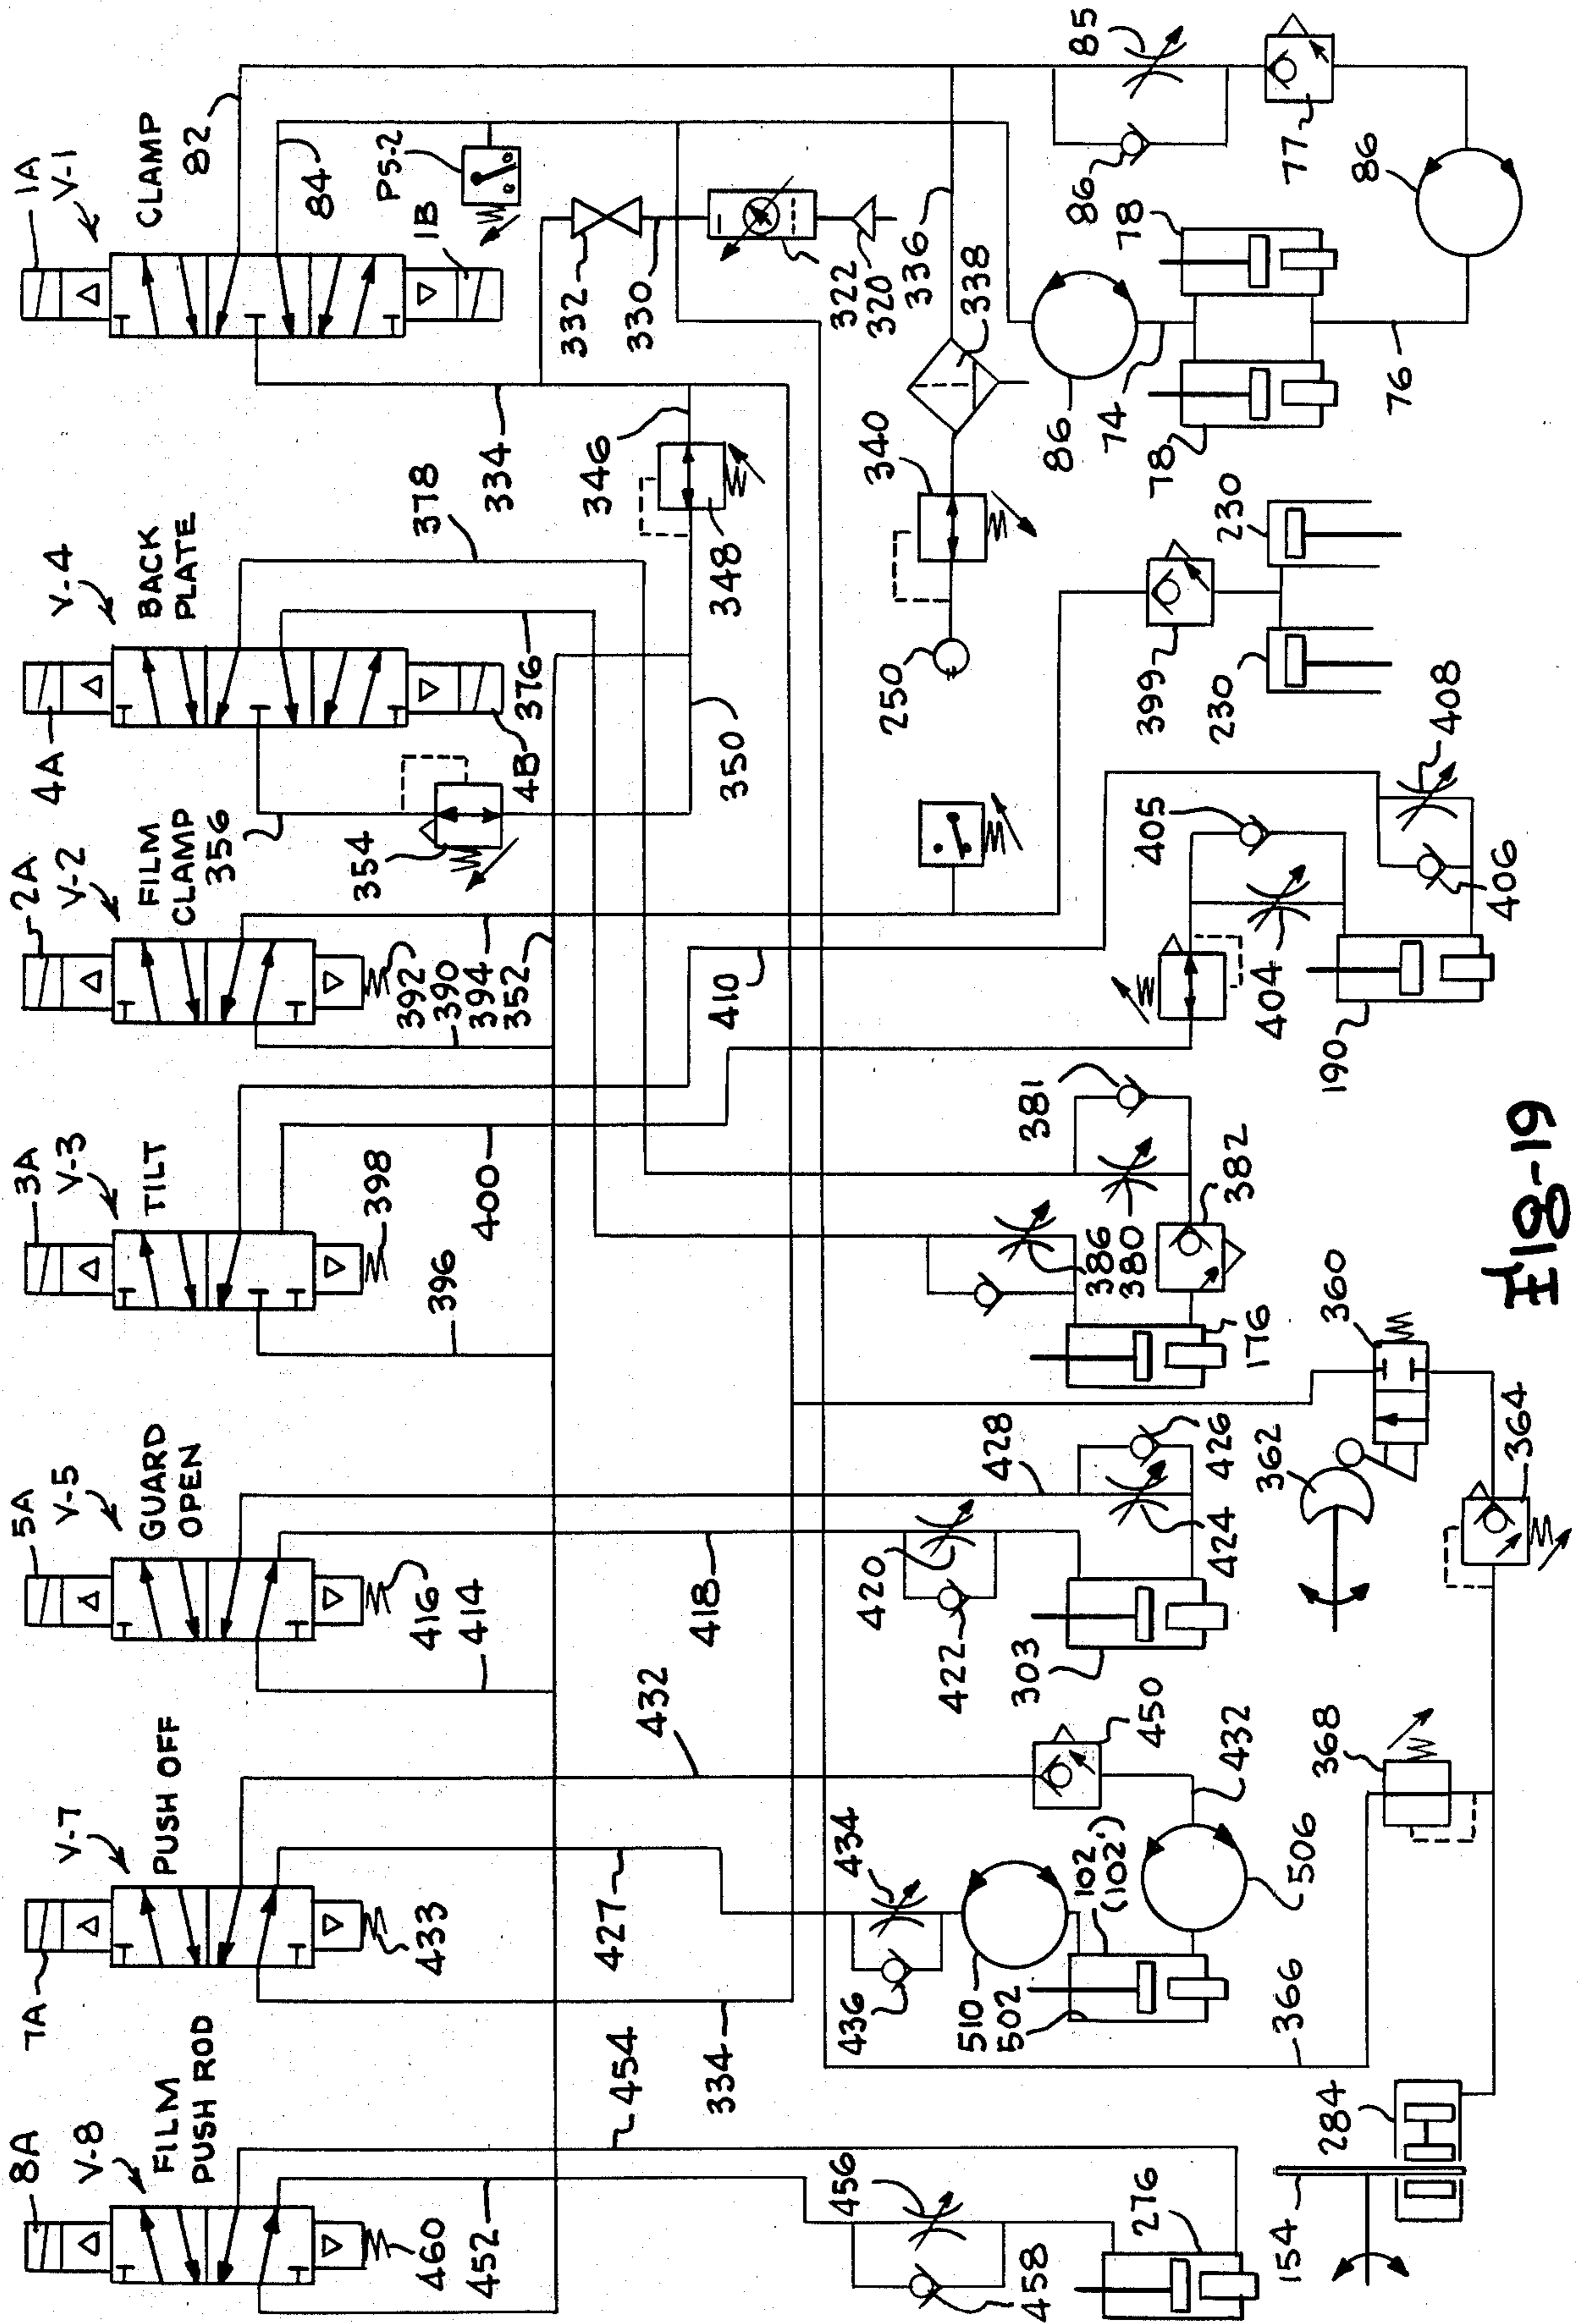 8A
V-8
FILM
PUSH ROD
460
452
454
456
458
276
7A
V-7
PUSH OFF
433
427
432
334
434
436
510
502
102
(102')
450
432
506
5A
V-5
GUARD
OPEN
416
414
418
428
420
422
303
424
426
3A
V-3
TILT
398
400
396
381
386
380
382
176
2A
V-2
FILM
CLAMP
356
392
390
394
352
410
354
4A
V-4
BACK
PLATE
4B
376
378
350
346
348
334
1A
V-1
CLAMP
82
84
1B
PS-2
332
330
322
320
336
338
340
250
399
230
230
405
404
408
406
190
85
86
77
78
86
74
78
76
86
360
362
364
368
366
284
154
FIG-19